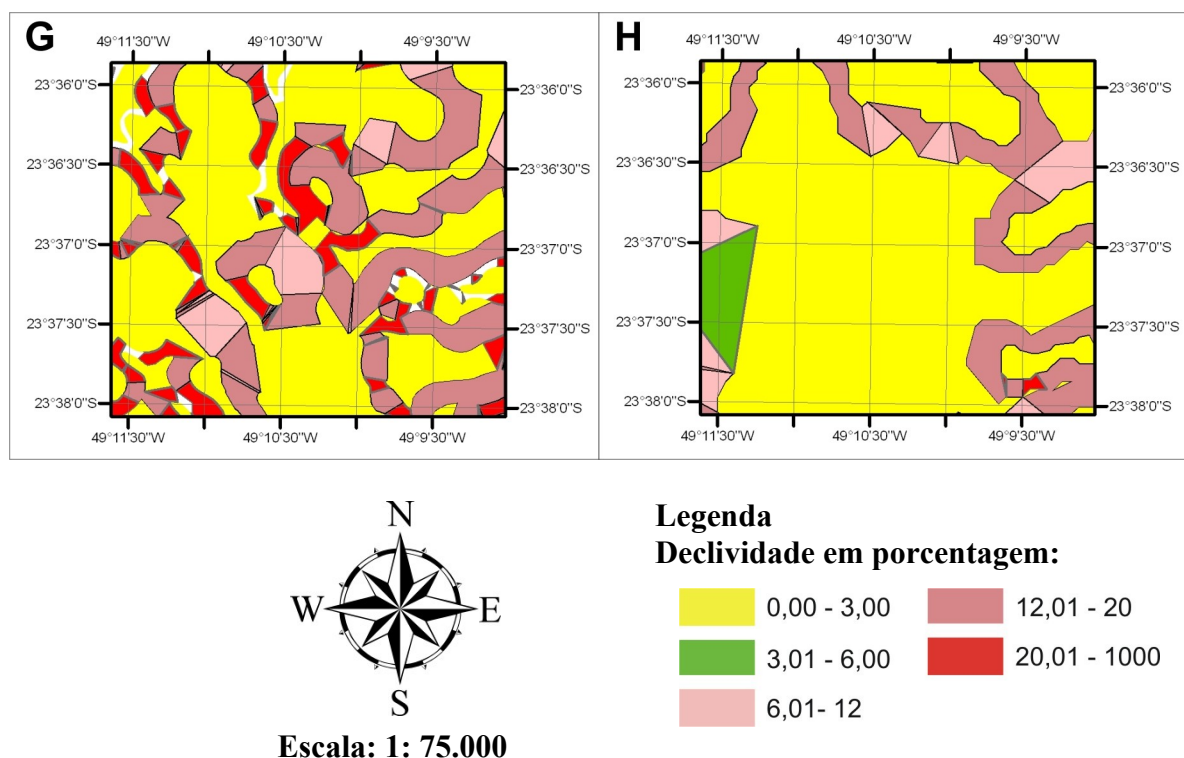 G
49°11'30"W 49°10'30"W 49°9'30"W
23°36'0"S 23°36'0"S
23°36'30"S 23°36'30"S
23°37'0"S 23°37'0"S
23°37'30"S 23°37'30"S
23°38'0"S 23°38'0"S
49°11'30"W 49°10'30"W 49°9'30"W
H
49°11'30"W 49°10'30"W 49°9'30"W
23°36'0"S 23°36'0"S
23°36'30"S 23°36'30"S
23°37'0"S 23°37'0"S
23°37'30"S 23°37'30"S
23°38'0"S 23°38'0"S
49°11'30"W 49°10'30"W 49°9'30"W
N
W E
S
Escala: 1: 75.000
Legenda
Declividade em porcentagem:
0,00 - 3,00 12,01 - 20
3,01 - 6,00 20,01 - 1000
6,01- 12